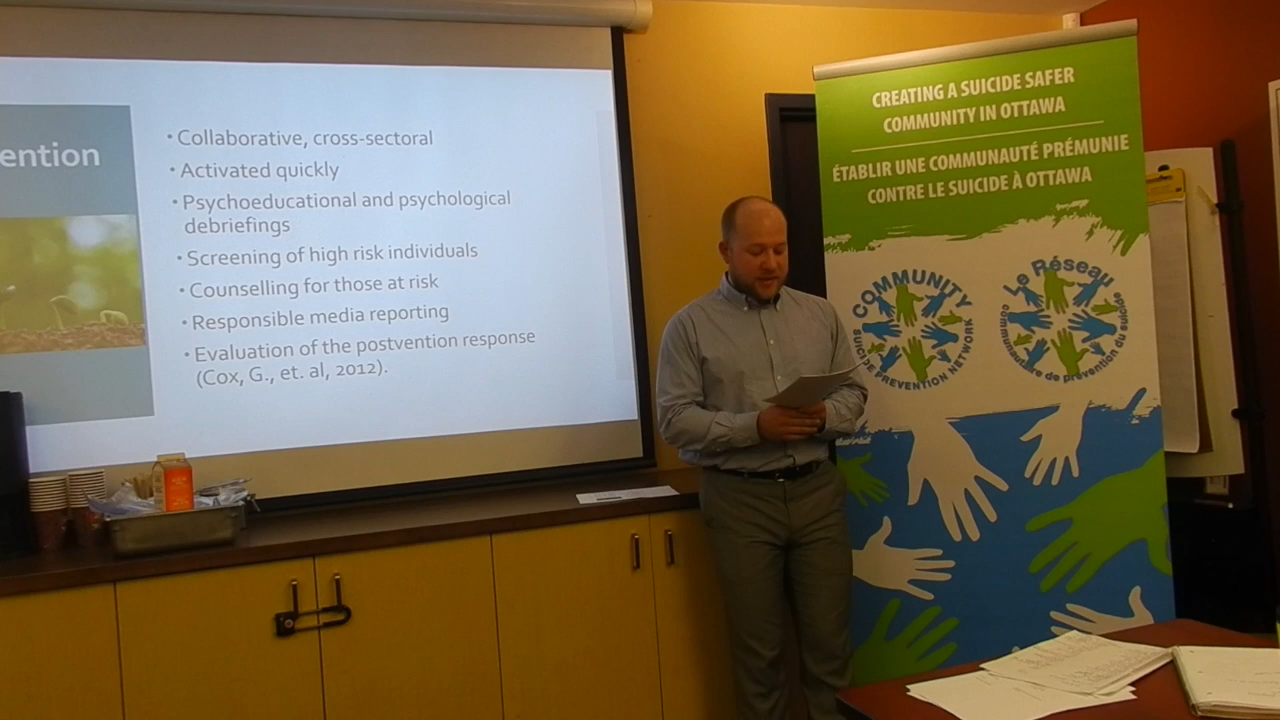 ention
• Collaborative, cross-sectoral
• Activated quickly
• Psychoeducational and psychological
debriefings
• Screening of high risk individuals
• Counselling for those at risk
• Responsible media reporting
• Evaluation of the postvention response
(Cox, G., et. al, 2012).
CREATING A SUICIDE SAFER
COMMUNITY IN OTTAWA
ÉTABLIR UNE COMMUNAUTÉ PRÉMUNIE
CONTRE LE SUICIDE À OTTAWA
COMMUNITY
SUICIDE PREVENTION NETWORK
Le Réseau
communautaire de prévention du suicide